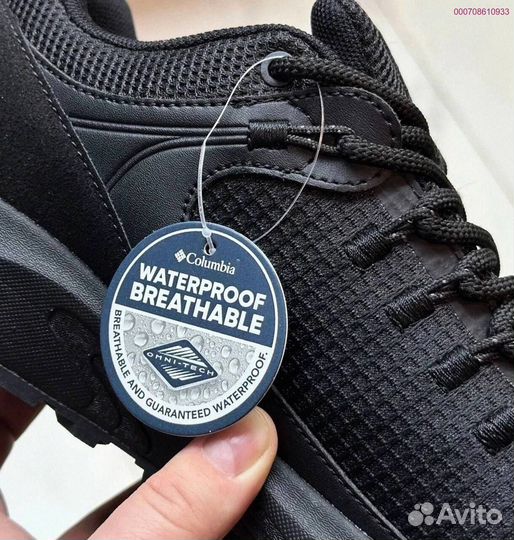 000708610933
Columbia
WATERPROOF
BREATHABLE
OMNI-TECH
BREATHABLE AND GUARANTEED WATERPROOF.
Avito